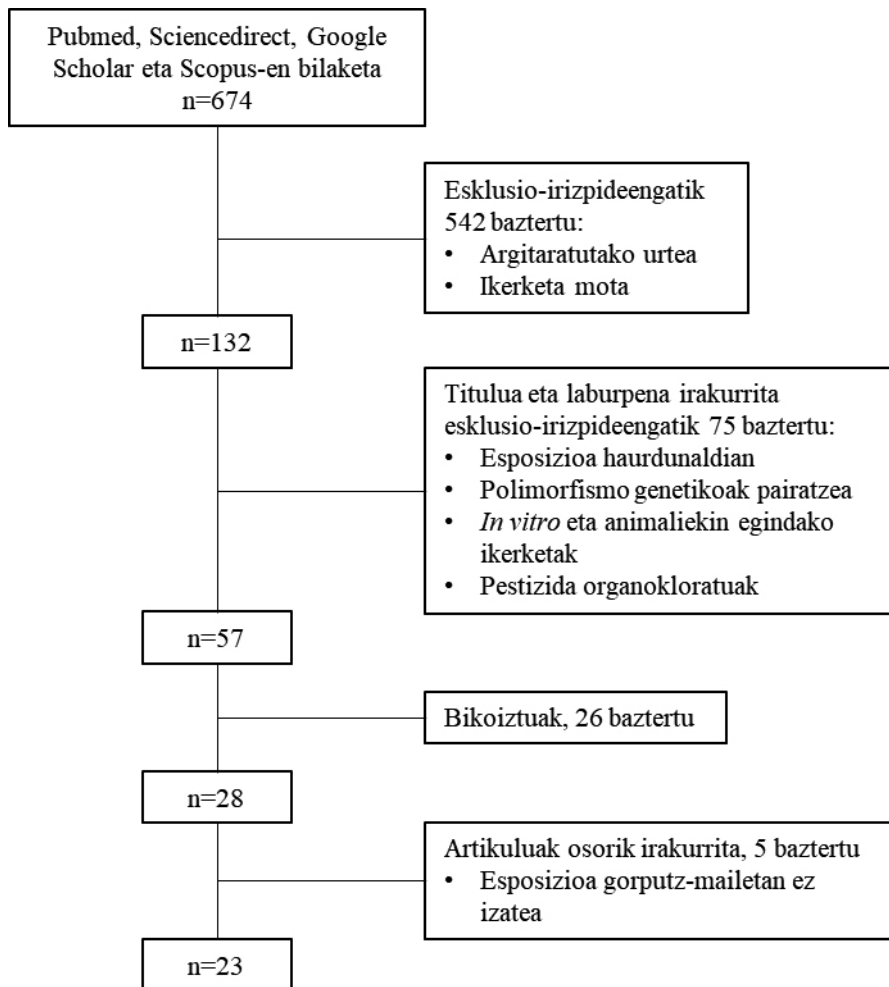 Pubmed, Sciencedirect, Google
Scholar eta Scopus-en bilaketa
n=674
Esklusio-irizpideengatik
542 baztertu:
• Argitaratutako urtea
• Ikerketa mota
n=132
Titulua eta laburpena irakurrita
esklusio-irizpideengatik 75 baztertu:
• Esposizioa haurdunaldian
• Polimorfismo genetikoak pairatzea
• In vitro eta animaliekin egindako
ikerketak
• Pestizida organokloratuak
n=57
Bikoiztuak, 26 baztertu
n=28
Artikuluak osorik irakurrita, 5 baztertu
• Esposizioa gorputz-mailetan ez
izatea
n=23